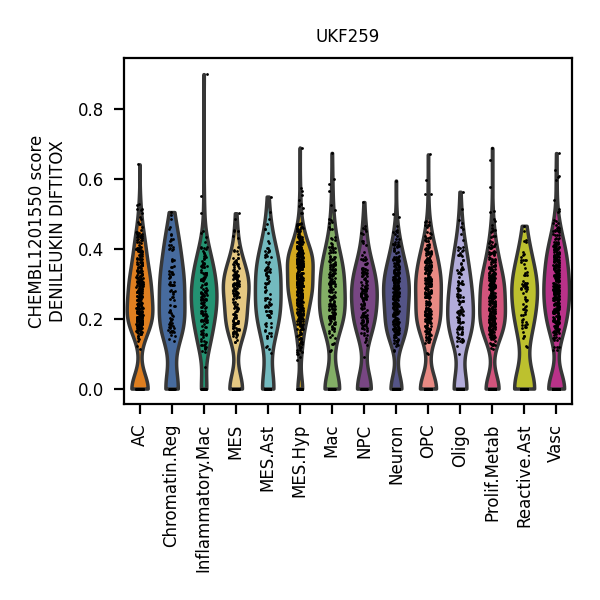 UKF259
CHEMBL1201550 score
DENILEUKIN DIFTITOX
0.8
0.6
0.4
0.2
0.0
AC
Chromatin.Reg
Inflammatory.Mac
MES
MES.Ast
MES.Hyp
Mac
NPC
Neuron
OPC
Oligo
Prolif.Metab
Reactive.Ast
Vasc